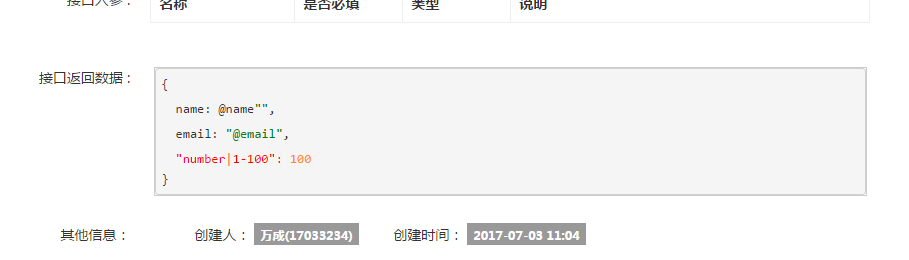 接口入参：
名称 是否必填 类型 说明
接口返回数据：
{
name: @name"",
email: "@email",
"number|1-100": 100
}
其他信息： 创建人： 万成(17033234) 创建时间： 2017-07-03 11:04